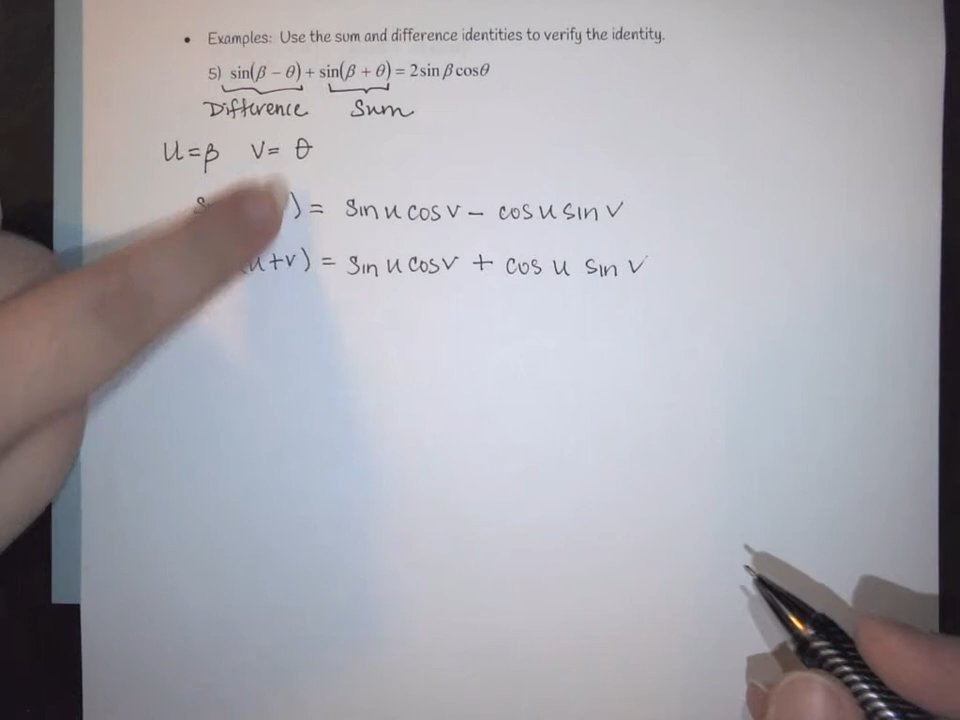 • Examples: Use the sum and difference identities to verify the identity.
5) sin(β − θ) + sin(β + θ) = 2sin β cosθ
Difference Sum
u=β v= θ
) = sin u cos v − cos u sin v
(u+v) = sin u cos v + cos u sin v